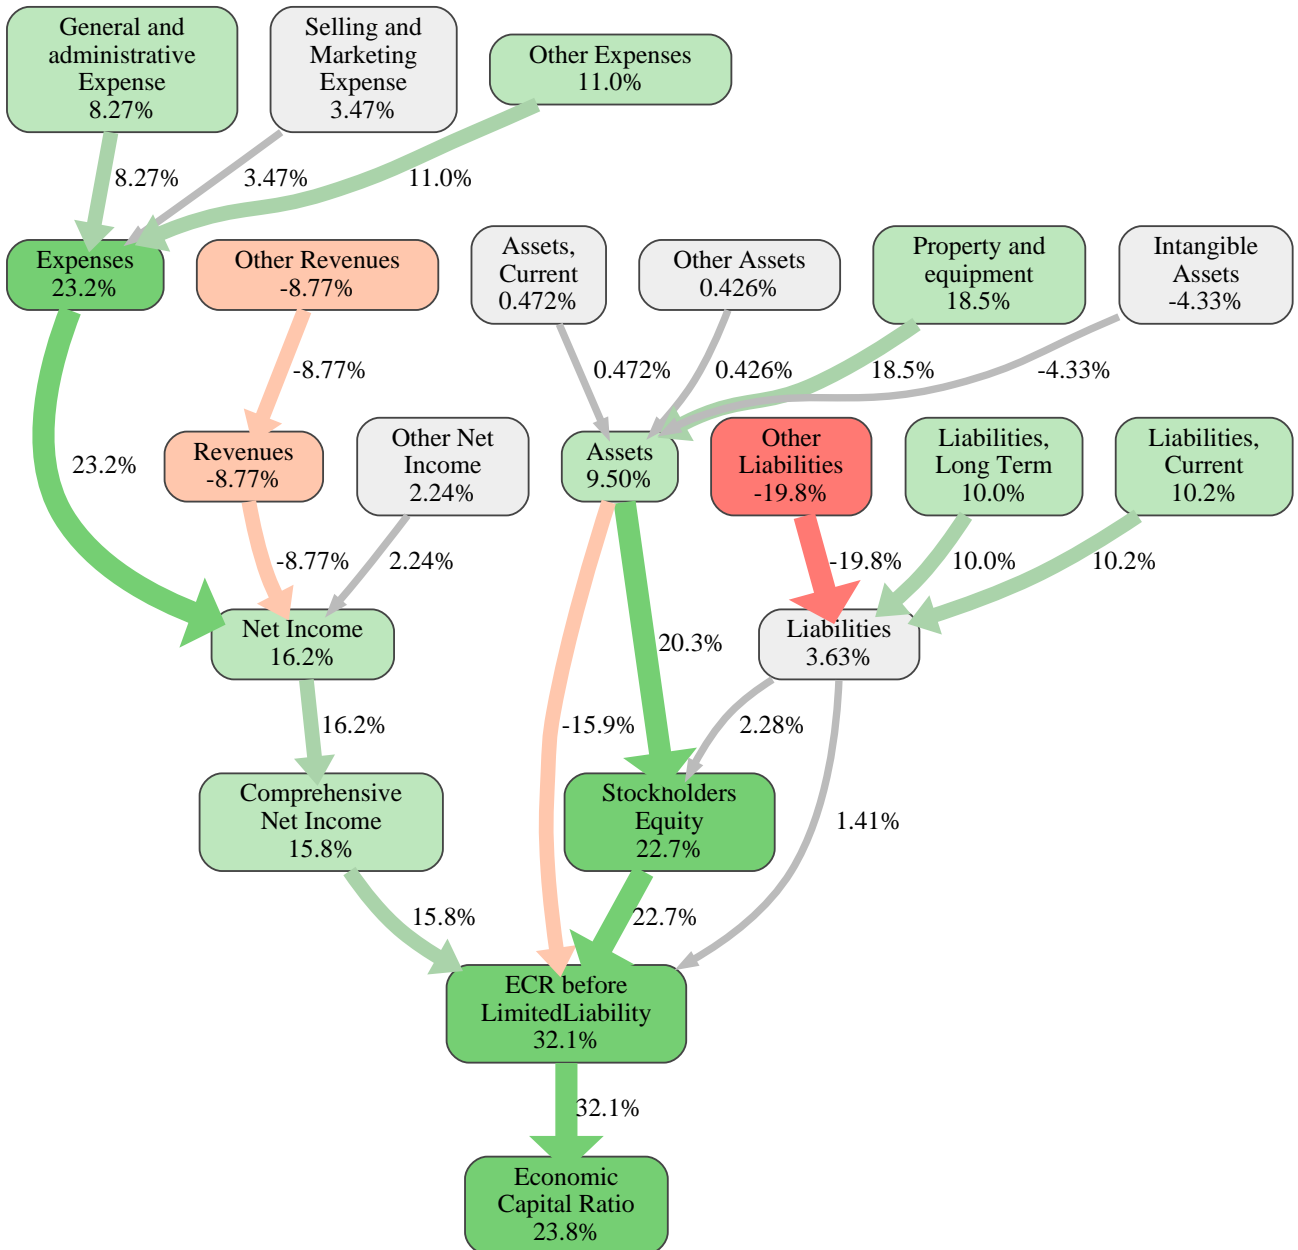 General and
administrative
Expense
8.27%
Selling and
Marketing
Expense
3.47%
Other Expenses
11.0%
8.27%
3.47%
11.0%
Expenses
23.2%
Other Revenues
-8.77%
Assets,
Current
0.472%
Other Assets
0.426%
Property and
equipment
18.5%
Intangible
Assets
-4.33%
-8.77%
0.472%
0.426%
18.5%
-4.33%
23.2%
Revenues
-8.77%
Other Net
Income
2.24%
Assets
9.50%
Other
Liabilities
-19.8%
Liabilities,
Long Term
10.0%
Liabilities,
Current
10.2%
-8.77%
2.24%
-19.8%
10.0%
10.2%
Net Income
16.2%
20.3%
Liabilities
3.63%
16.2%
-15.9%
2.28%
Comprehensive
Net Income
15.8%
Stockholders
Equity
22.7%
1.41%
15.8%
22.7%
ECR before
LimitedLiability
32.1%
32.1%
Economic
Capital Ratio
23.8%